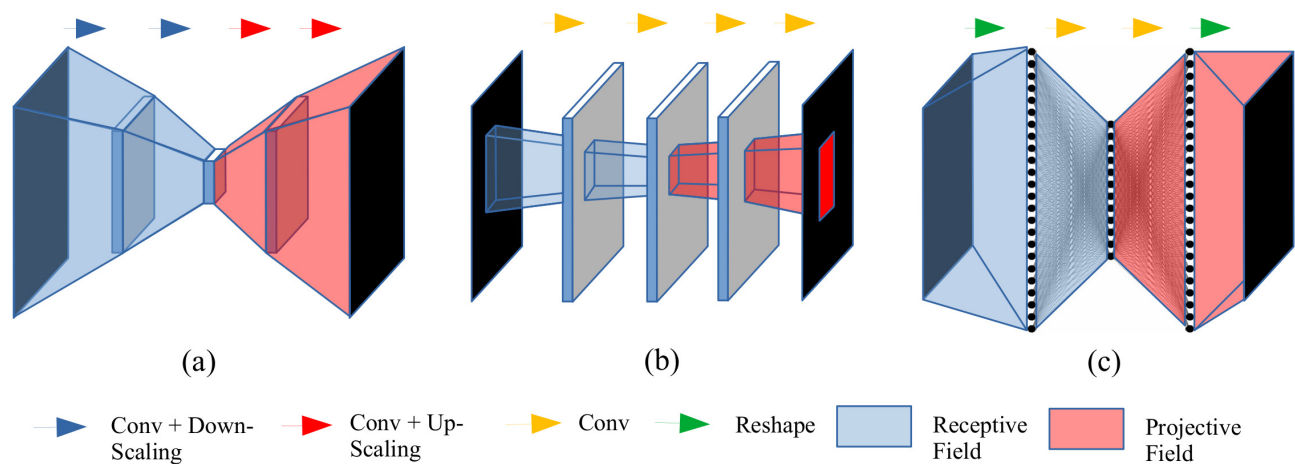 (a)
(b)
(c)
Conv + Down-
Scaling
Conv + Up-
Scaling
Conv
Reshape
Receptive
Field
Projective
Field